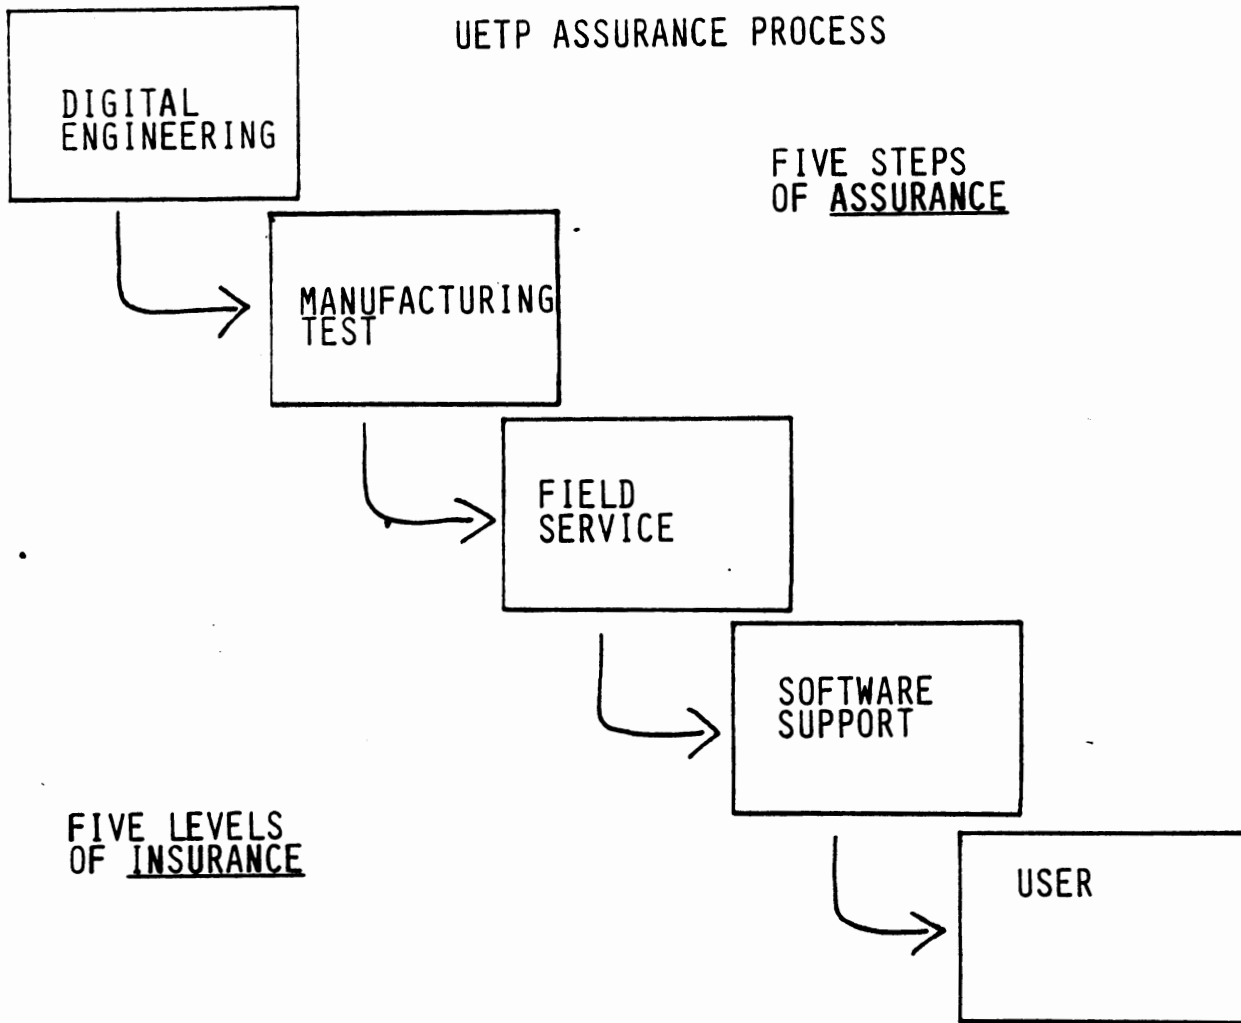 UETP ASSURANCE PROCESS
DIGITAL
ENGINEERING
FIVE STEPS
OF ASSURANCE
MANUFACTURING
TEST
FIELD
SERVICE
SOFTWARE
SUPPORT
FIVE LEVELS
OF INSURANCE
USER